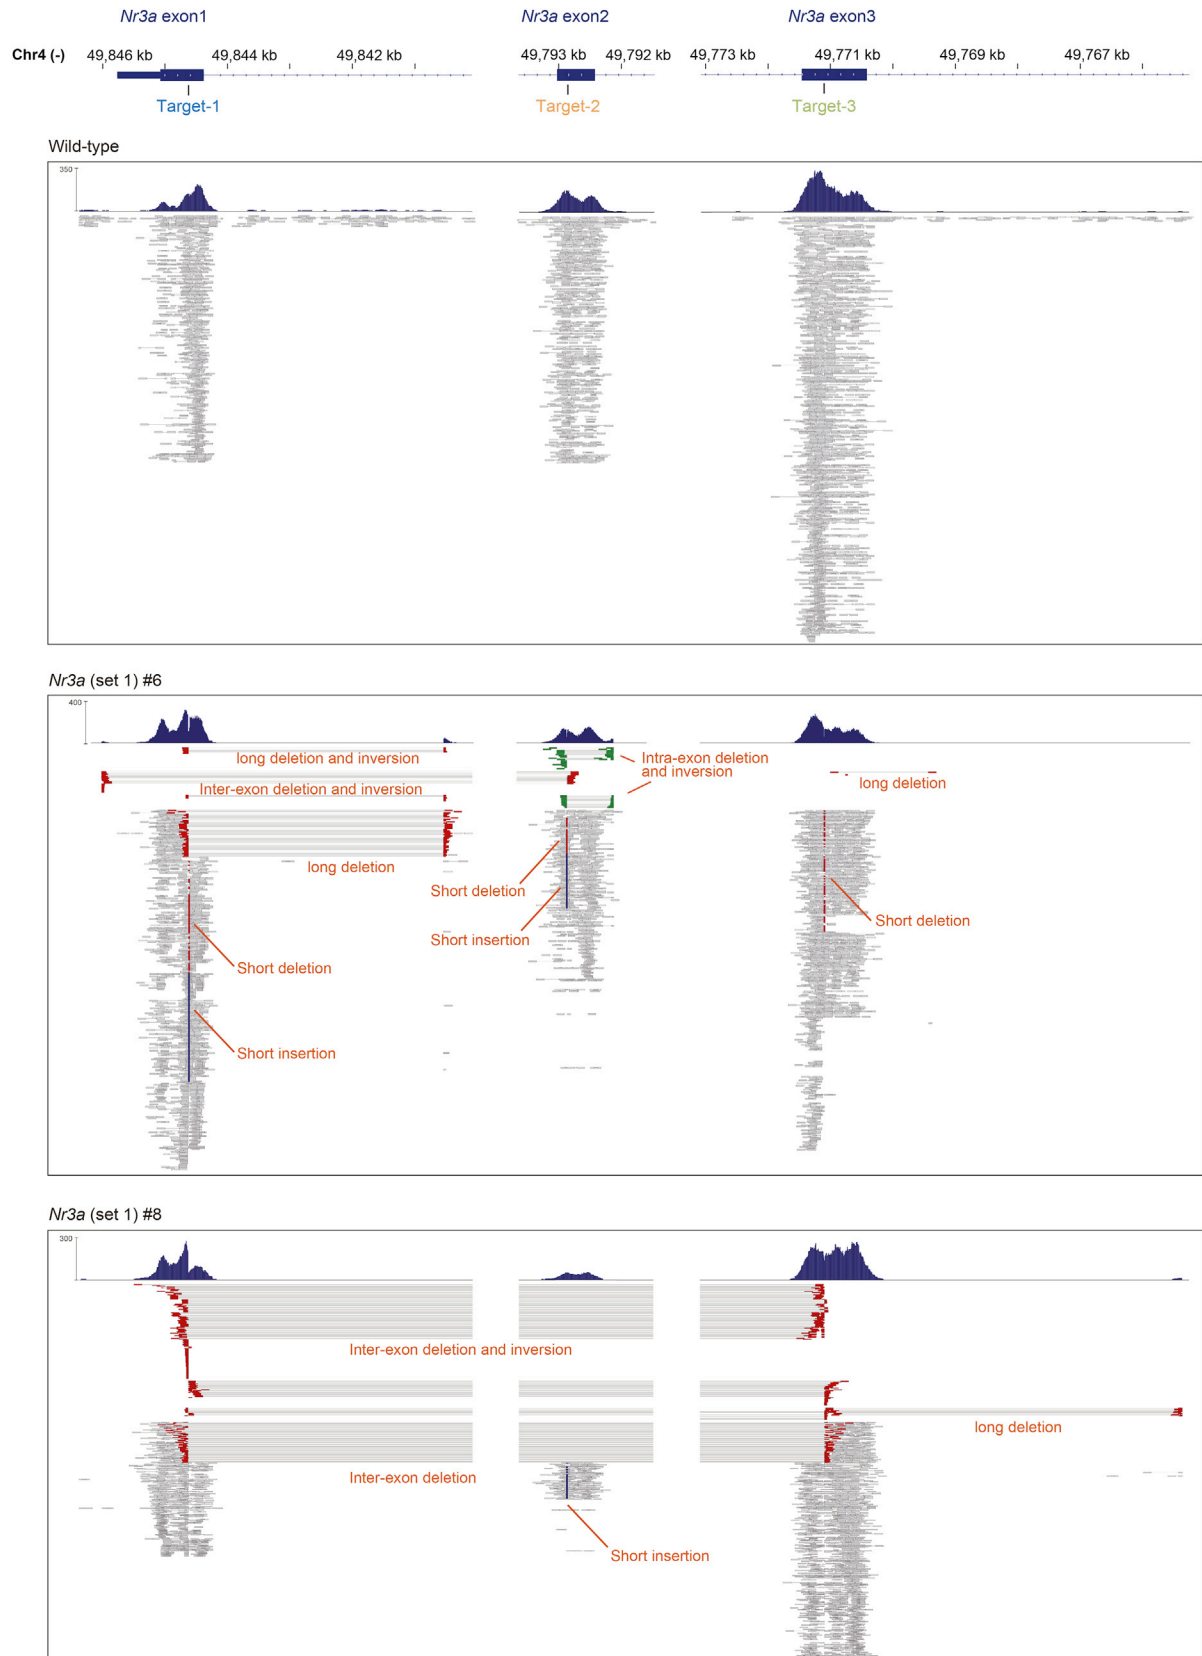 Nr3a exon1 Nr3a exon2 Nr3a exon3
Chr4 (-) 49,846 kb 49,844 kb 49,842 kb 49,793 kb 49,792 kb 49,773 kb 49,771 kb 49,769 kb 49,767 kb
Target-1 Target-2 Target-3
Wild-type
350
Nr3a (set 1) #6
400
long deletion and inversion
Intra-exon deletion
and inversion
Inter-exon deletion and inversion
long deletion
long deletion
Short deletion
Short insertion
Short deletion
Short deletion
Short insertion
Nr3a (set 1) #8
300
Inter-exon deletion and inversion
long deletion
Inter-exon deletion
Short insertion